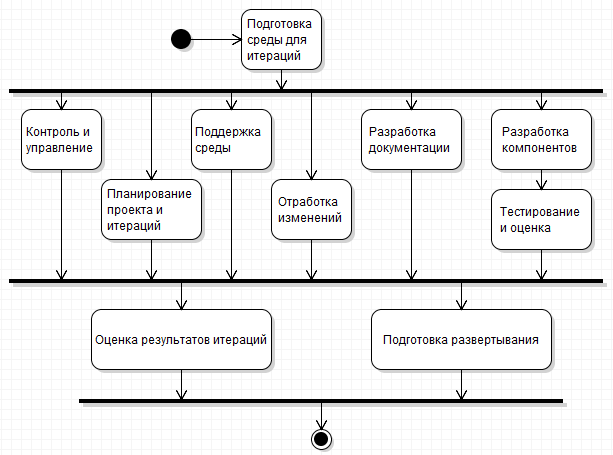 Подготовка
среды для
итераций
Контроль и
управление
Поддержка
среды
Разработка
документации
Разработка
компонентов
Планирование
проекта и
итераций
Отработка
изменений
Тестирование
и оценка
Оценка результатов итераций
Подготовка развертывания